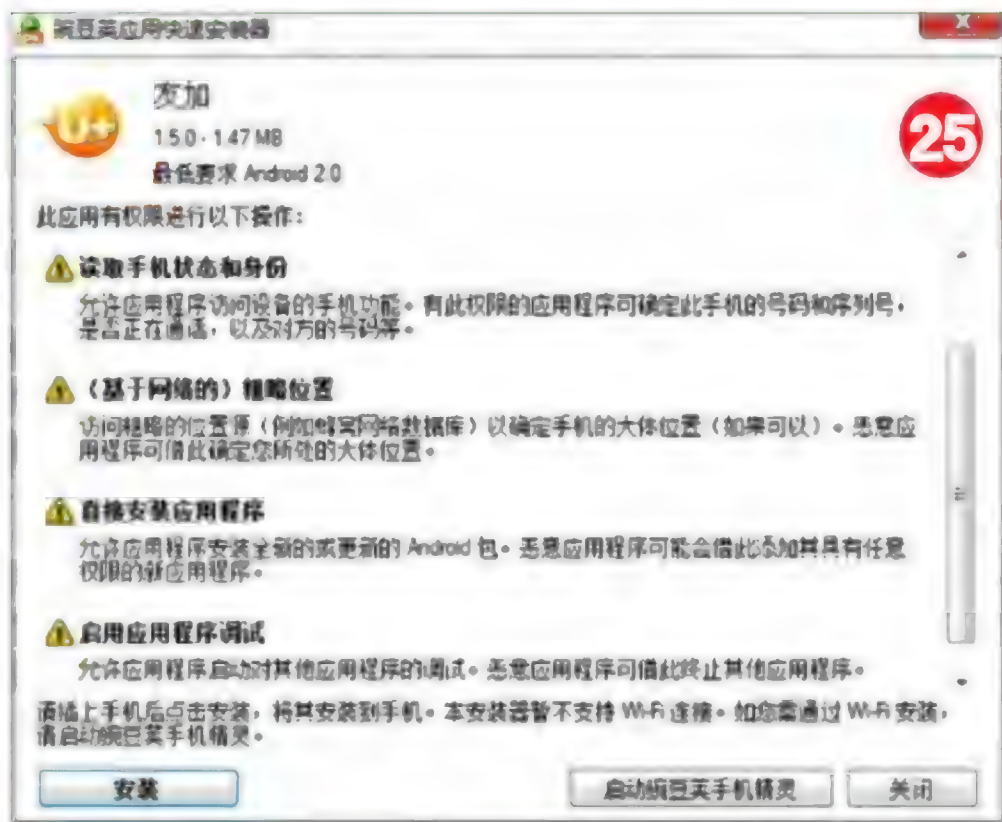 豌豆荚应用快速安装器
友加
U+
1.5.0 - 1.47 MB
25
最低要求 Android 2.0
此应用有权限进行以下操作：
读取手机状态和身份
允许应用程序访问设备的手机功能。有此权限的应用程序可确定此手机的号码和序列号，
是否正在通话，以及对方的号码等。
（基于网络的）粗略位置
访问粗略的位置源（例如蜂窝网络数据库）以确定手机的大体位置（如果可以）。恶意应
用程序可借此确定您所处的大体位置。
直接安装应用程序
允许应用程序安装全新的或更新的 Android 包。恶意应用程序可能会借此添加其具有任意
权限的新应用程序。
启用应用程序调试
允许应用程序启动对其他应用程序的调试。恶意应用程序可借此终止其他应用程序。
请插上手机后点击安装，将其安装到手机。本安装器暂不支持 Wi-Fi 连接。如您需通过 Wi-Fi 安装，
请启动豌豆荚手机精灵。
安装
启动豌豆荚手机精灵
关闭